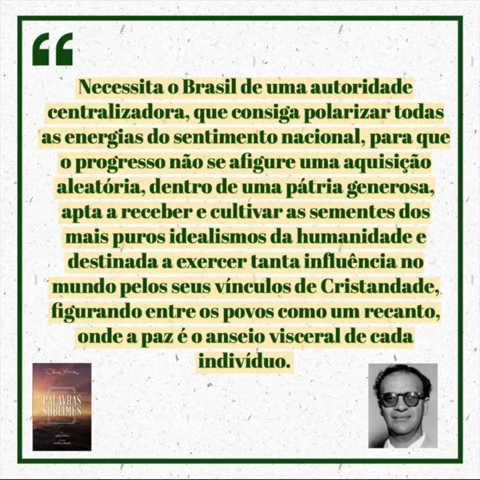 “
Necessita o Brasil de uma autoridade
centralizadora, que consiga polarizar todas
as energias do sentimento nacional, para que
o progresso não se afigure uma aquisição
aleatória, dentro de uma pátria generosa,
apta a receber e cultivar as sementes dos
mais puros idealismos da humanidade e
destinada a exercer tanta influência no
mundo pelos seus vínculos de Cristandade,
figurando entre os povos como um recanto,
onde a paz é o anseio visceral de cada
indivíduo.
PALAVRAS
SUBLIMES